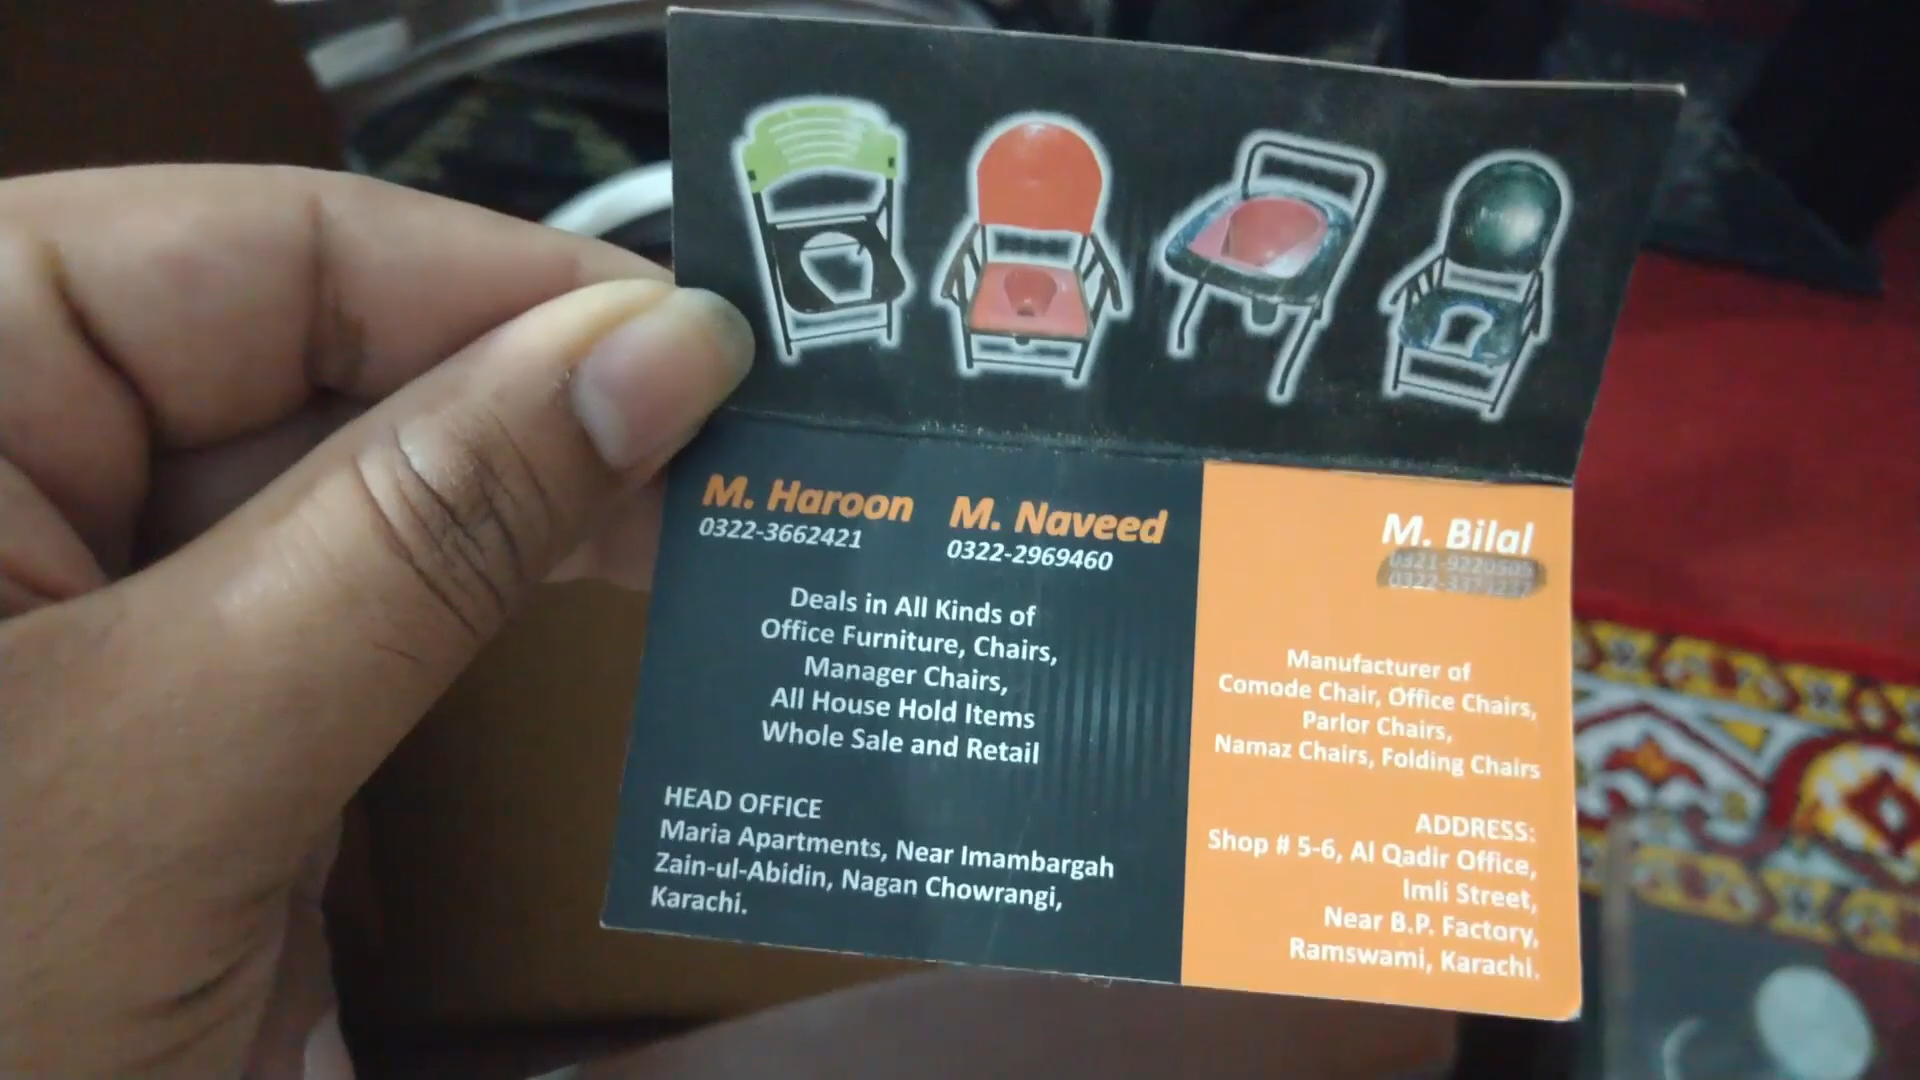 M. Haroon
0322-3662421
M. Naveed
0322-2969460
Deals in All Kinds of
Office Furniture, Chairs,
Manager Chairs,
All House Hold Items
Whole Sale and Retail
HEAD OFFICE
Maria Apartments, Near Imambargah
Zain-ul-Abidin, Nagan Chowrangi,
Karachi.
M. Bilal
Manufacturer of
Comode Chair, Office Chairs,
Parlor Chairs,
Namaz Chairs, Folding Chairs
ADDRESS:
Shop # 5-6, Al Qadir Office,
Imli Street,
Near B.P. Factory,
Ramswami, Karachi.